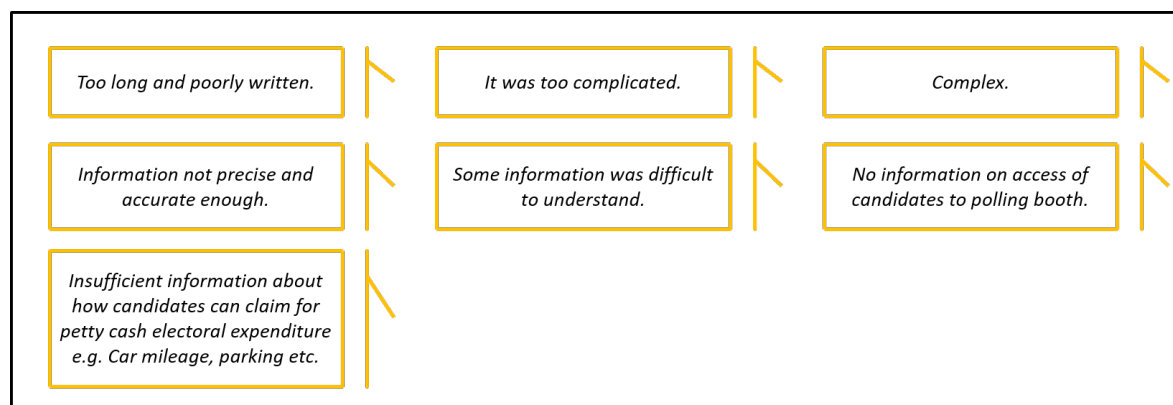 Too long and poorly written.
It was too complicated.
Complex.
Information not precise and
accurate enough.
Some information was difficult
to understand.
No information on access of
candidates to polling booth.
Insufficient information about
how candidates can claim for
petty cash electoral expenditure
e.g. Car mileage, parking etc.